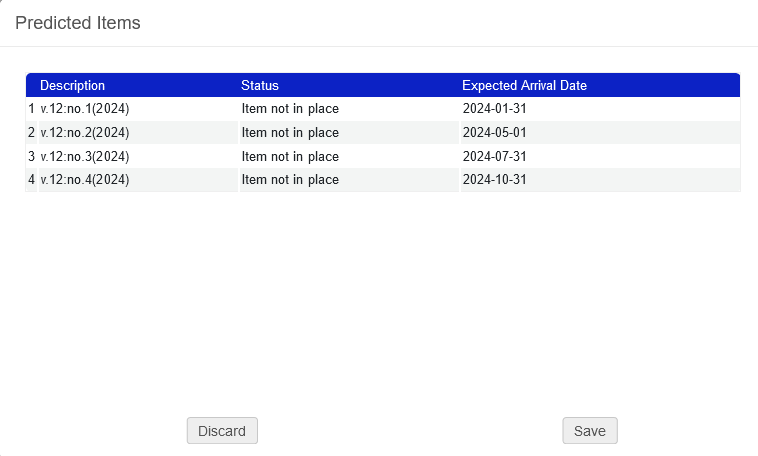 Predicted Items
Description Status Expected Arrival Date
1 v.12:no.1(2024) Item not in place 2024-01-31
2 v.12:no.2(2024) Item not in place 2024-05-01
3 v.12:no.3(2024) Item not in place 2024-07-31
4 v.12:no.4(2024) Item not in place 2024-10-31
Discard Save